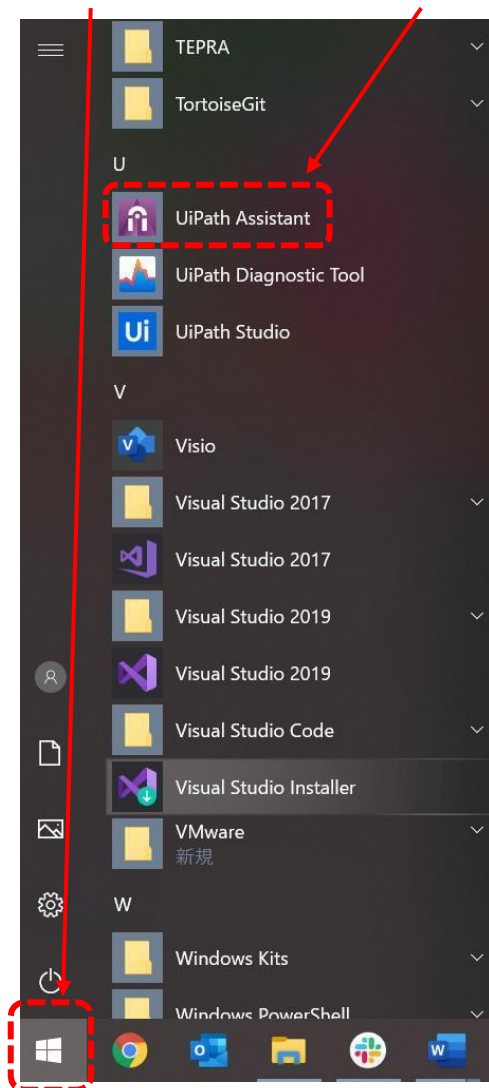 TEPRA
TortoiseGit
U
UiPath Assistant
UiPath Diagnostic Tool
Ui
UiPath Studio
V
Visio
Visual Studio 2017
Visual Studio 2017
Visual Studio 2019
Visual Studio 2019
Visual Studio Code
Visual Studio Installer
VMware
新規
W
Windows Kits
Windows PowerShell